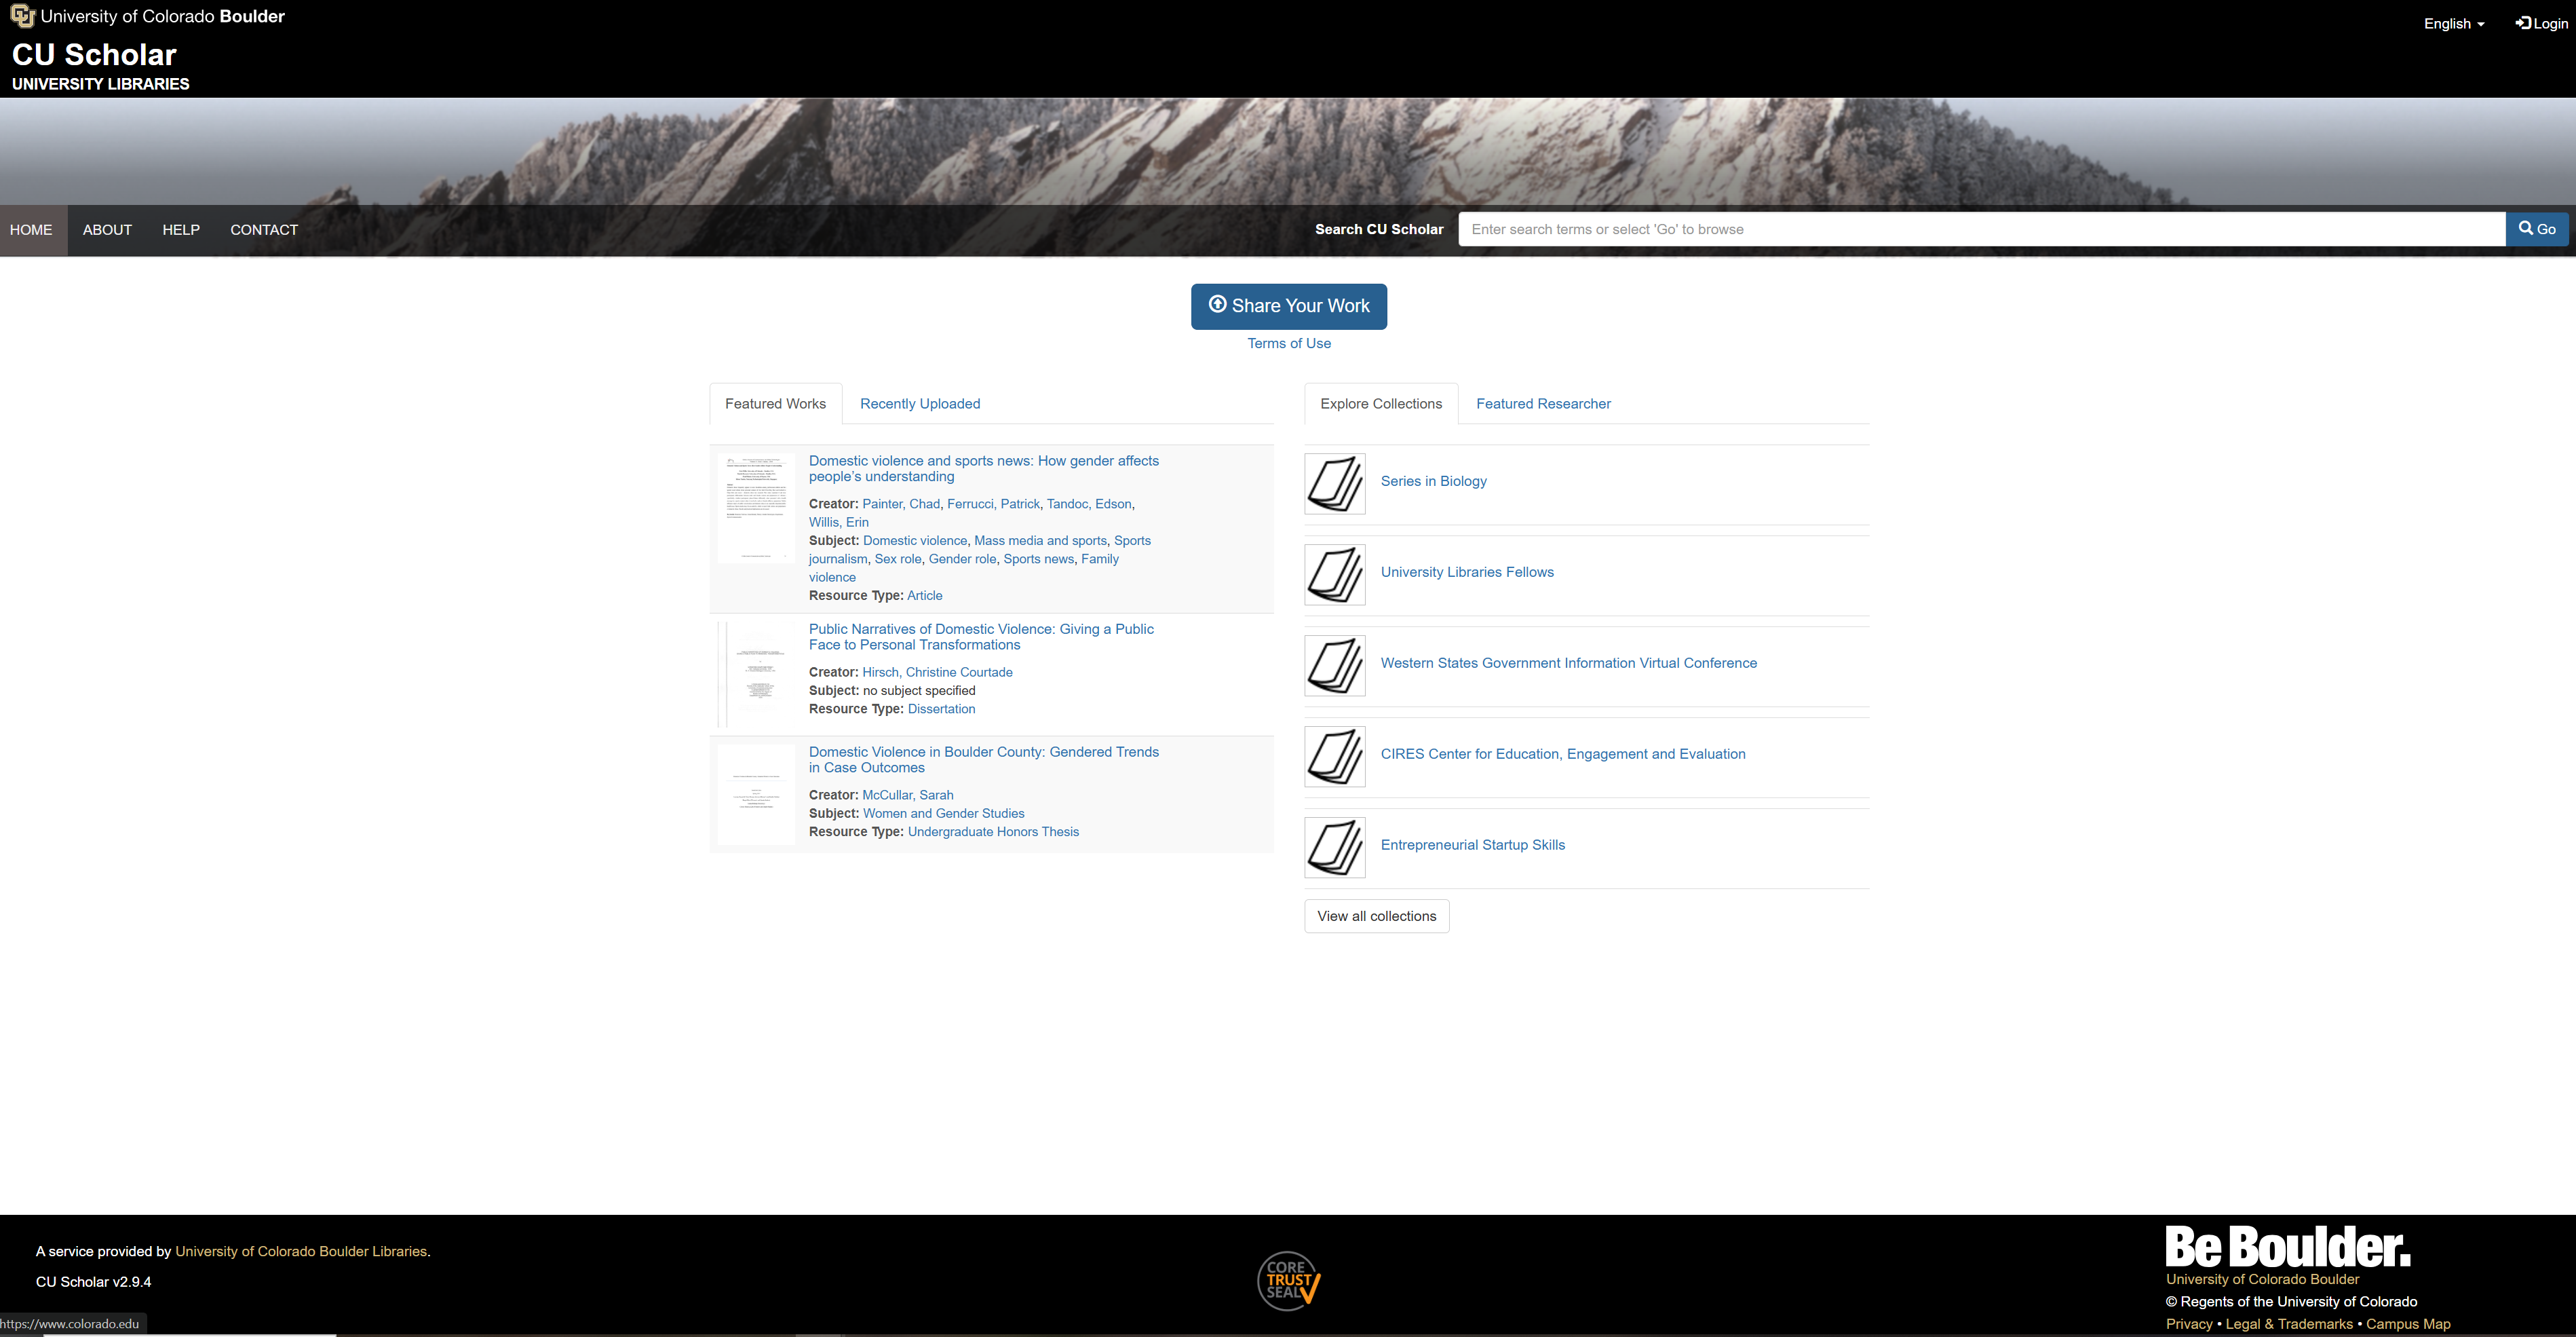 University of Colorado Boulder
English
Login
CU Scholar
UNIVERSITY LIBRARIES
HOME
ABOUT
HELP
CONTACT
Search CU Scholar
Enter search terms or select 'Go' to browse
Go
Share Your Work
Terms of Use
Featured Works
Recently Uploaded
Domestic violence and sports news: How gender affects
people's understanding
Creator: Painter, Chad, Ferrucci, Patrick, Tandoc, Edson,
Willis, Erin
Subject: Domestic violence, Mass media and sports, Sports
journalism, Sex role, Gender role, Sports news, Family
violence
Resource Type: Article
Public Narratives of Domestic Violence: Giving a Public
Face to Personal Transformations
Creator: Hirsch, Christine Courtade
Subject: no subject specified
Resource Type: Dissertation
Domestic Violence in Boulder County: Gendered Trends
in Case Outcomes
Creator: McCullar, Sarah
Subject: Women and Gender Studies
Resource Type: Undergraduate Honors Thesis
Explore Collections
Featured Researcher
Series in Biology
University Libraries Fellows
Western States Government Information Virtual Conference
CIRES Center for Education, Engagement and Evaluation
Entrepreneurial Startup Skills
View all collections
A service provided by University of Colorado Boulder Libraries.
CU Scholar v2.9.4
https://www.colorado.edu
CORE
TRUST
SEAL
Be Boulder.
University of Colorado Boulder
© Regents of the University of Colorado
Privacy • Legal & Trademarks • Campus Map